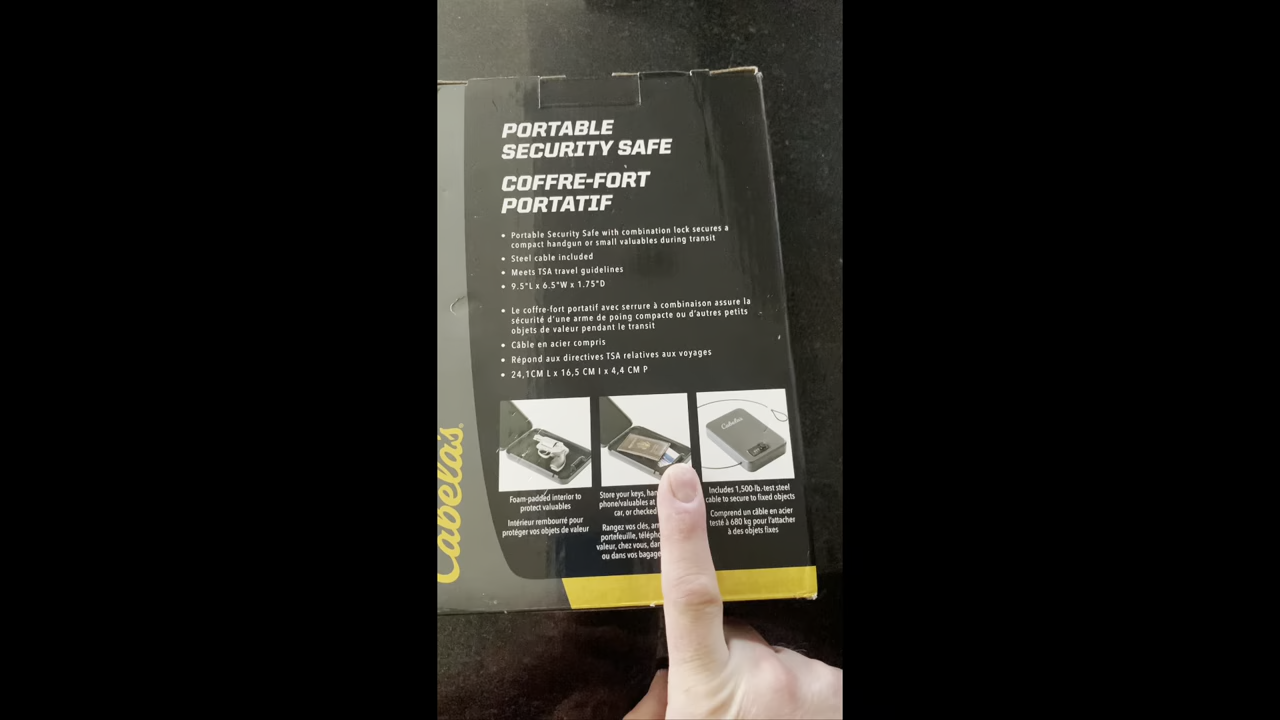 PORTABLE
SECURITY SAFE
COFFRE-FORT
PORTATIF
• Portable Security Safe with combination lock secures a
compact handgun or small valuables during transit
• Steel cable included
• Meets TSA travel guidelines
• 9.5"L x 6.5"W x 1.75"D
• Le coffre-fort portatif avec serrure à combinaison assure la
sécurité d'une arme de poing compacte ou d'autres petits
objets de valeur pendant le transit
• Câble en acier compris
• Répond aux directives TSA relatives aux voyages
• 24,1CM L x 16,5 CM l x 4,4 CM P
Cabela's
Foam-padded interior to
protect valuables
Intérieur rembourré pour
protéger vos objets de valeur
Store your keys,
phone/valuables at
car, or checked
Rangez vos clés,
portefeuille,
valeur, chez vous,
ou dans vos
Cabela's
Includes 1,500-lb.-test steel
cable to secure to fixed objects
Comprend un câble en acier
testé à 680 kg pour l'attacher
à des objets fixes
Cabela's®